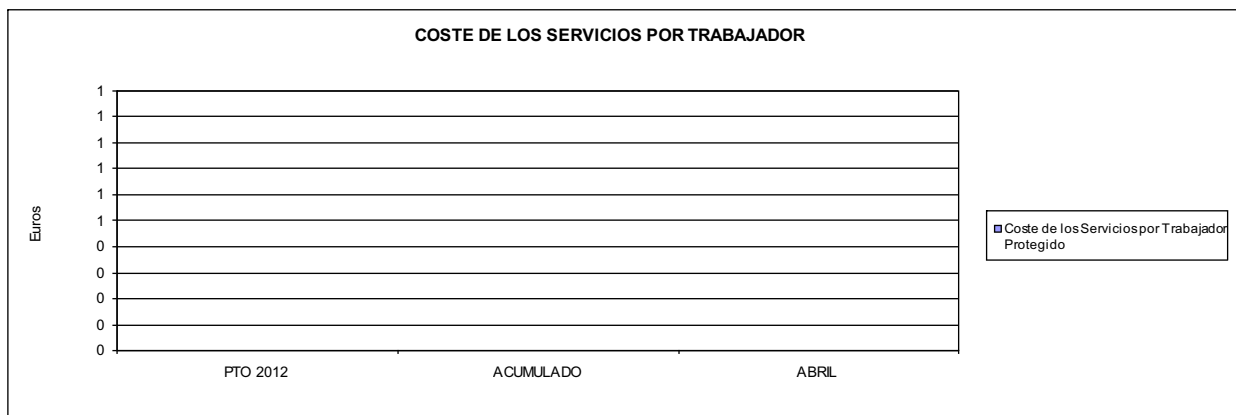 COSTE DE LOS SERVICIOS POR TRABAJADOR
1
1
1
1
1
1
0
0
0
0
0
Euros
PTO 2012
ACUMULADO
ABRIL
Coste de los Servicios por Trabajador
Protegido